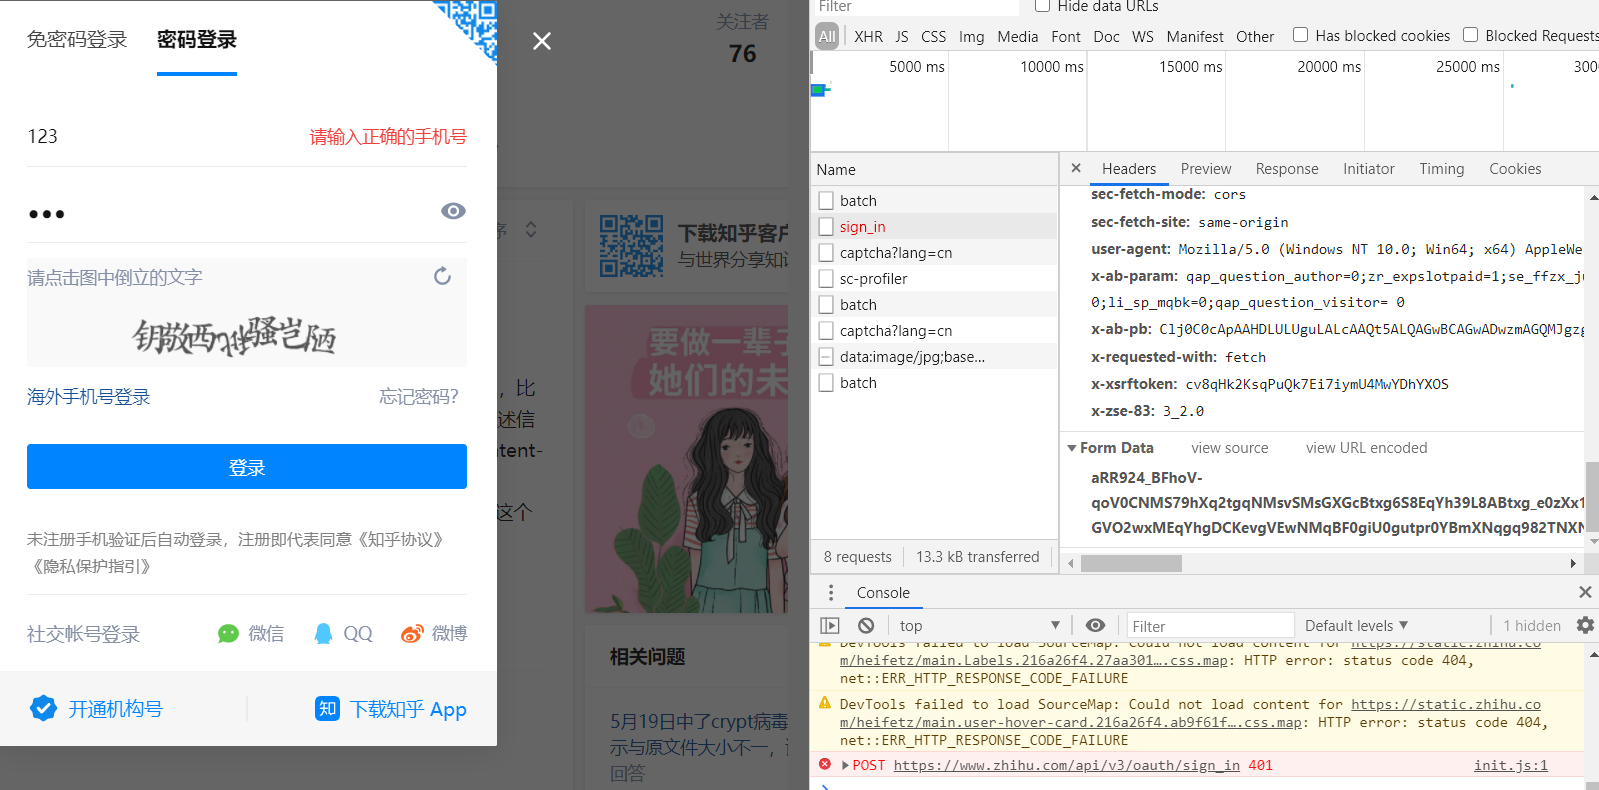 免密码登录 密码登录
123 请输入正确的手机号
•••
请点击图中倒立的文字
海外手机号登录 忘记密码?
登录
未注册手机验证后自动登录，注册即代表同意《知乎协议》
《隐私保护指引》
社交帐号登录 微信 QQ 微博
开通机构号 知 下载知乎 App
关注者
76
序
下载知乎客户
与世界分享知识
要做一辈子
她们的未
，比
述信
tent-
这个
相关问题
5月19日中了crypt病毒
示与原文件大小不一，
回答
Filter Hide data URLs
All XHR JS CSS Img Media Font Doc WS Manifest Other Has blocked cookies Blocked Requests
5000 ms 10000 ms 15000 ms 20000 ms 25000 ms 3000
Name
batch
sign_in
captcha?lang=cn
sc-profiler
batch
captcha?lang=cn
data:image/jpg;base...
batch
8 requests 13.3 kB transferred
× Headers Preview Response Initiator Timing Cookies
sec-fetch-mode: cors
sec-fetch-site: same-origin
user-agent: Mozilla/5.0 (Windows NT 10.0; Win64; x64) AppleWe
x-ab-param: qap_question_author=0;zr_expslotpaid=1;se_ffzx_ju
0;li_sp_mqbk=0;qap_question_visitor= 0
x-ab-pb: Clj0C0cApAAHDLULUguLALcAAQt5ALQAGwBCAGwADwzmAGQMJgzg
x-requested-with: fetch
x-xsrftoken: cv8qHk2KsqPuQk7Ei7iymU4MwYDhYXOS
x-zse-83: 3_2.0
Form Data view source view URL encoded
aRR924_BFhoV-
qoV0CNMS79hXq2tgqNMsvSMsGXGcBtxg6S8EqYh39L8ABtxg_e0zXx1
GVO2wxMEqYhgDCKevgVEwNMqBF0giU0gutpr0YBmXNqgq982TNXN
Console
top Filter Default levels 1 hidden
DevTools failed to load SourceMap: Could not load content for https://static.zhihu.co
m/heifetz/main.Labels.216a26f4.27aa301….css.map: HTTP error: status code 404,
net::ERR_HTTP_RESPONSE_CODE_FAILURE
DevTools failed to load SourceMap: Could not load content for https://static.zhihu.co
m/heifetz/main.user-hover-card.216a26f4.ab9f61f….css.map: HTTP error: status code 404,
net::ERR_HTTP_RESPONSE_CODE_FAILURE
POST https://www.zhihu.com/api/v3/oauth/sign_in 401 init.js:1